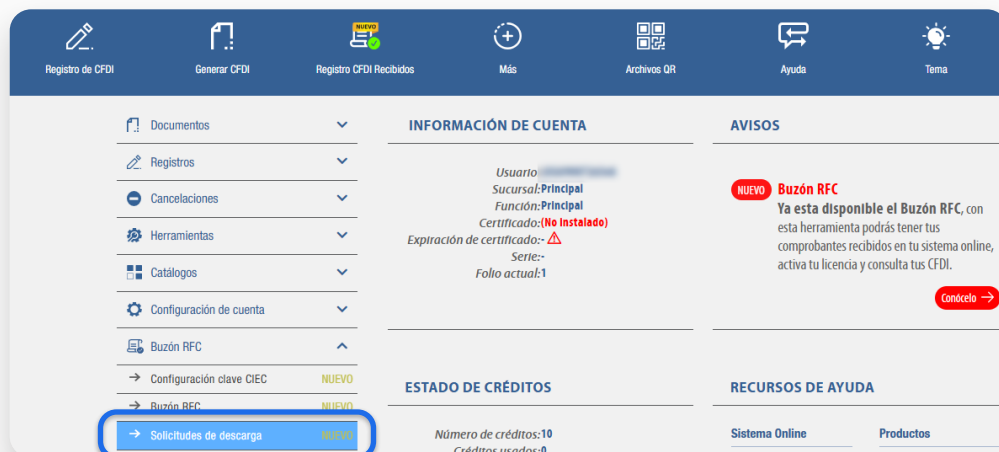 NUEVO
Registro de CFDI
Generar CFDI
Registro CFDI Recibidos
Más
Archivos QR
Ayuda
Tema
Documentos
Registros
Cancelaciones
Herramientas
Catálogos
Configuración de cuenta
Buzón RFC
Configuración clave CIEC NUEVO
Buzón RFC NUEVO
Solicitudes de descarga NUEVO
INFORMACIÓN DE CUENTA
Usuario
Sucursal:Principal
Función:Principal
Certificado:(No Instalado)
Expiración de certificado:-
Serie:-
Folio actual:1
ESTADO DE CRÉDITOS
Número de créditos:10
Créditos usados:0
AVISOS
NUEVO Buzón RFC
Ya esta disponible el Buzón RFC, con
esta herramienta podrás tener tus
comprobantes recibidos en tu sistema online,
activa tu licencia y consulta tus CFDI.
Conócelo →
RECURSOS DE AYUDA
Sistema Online Productos